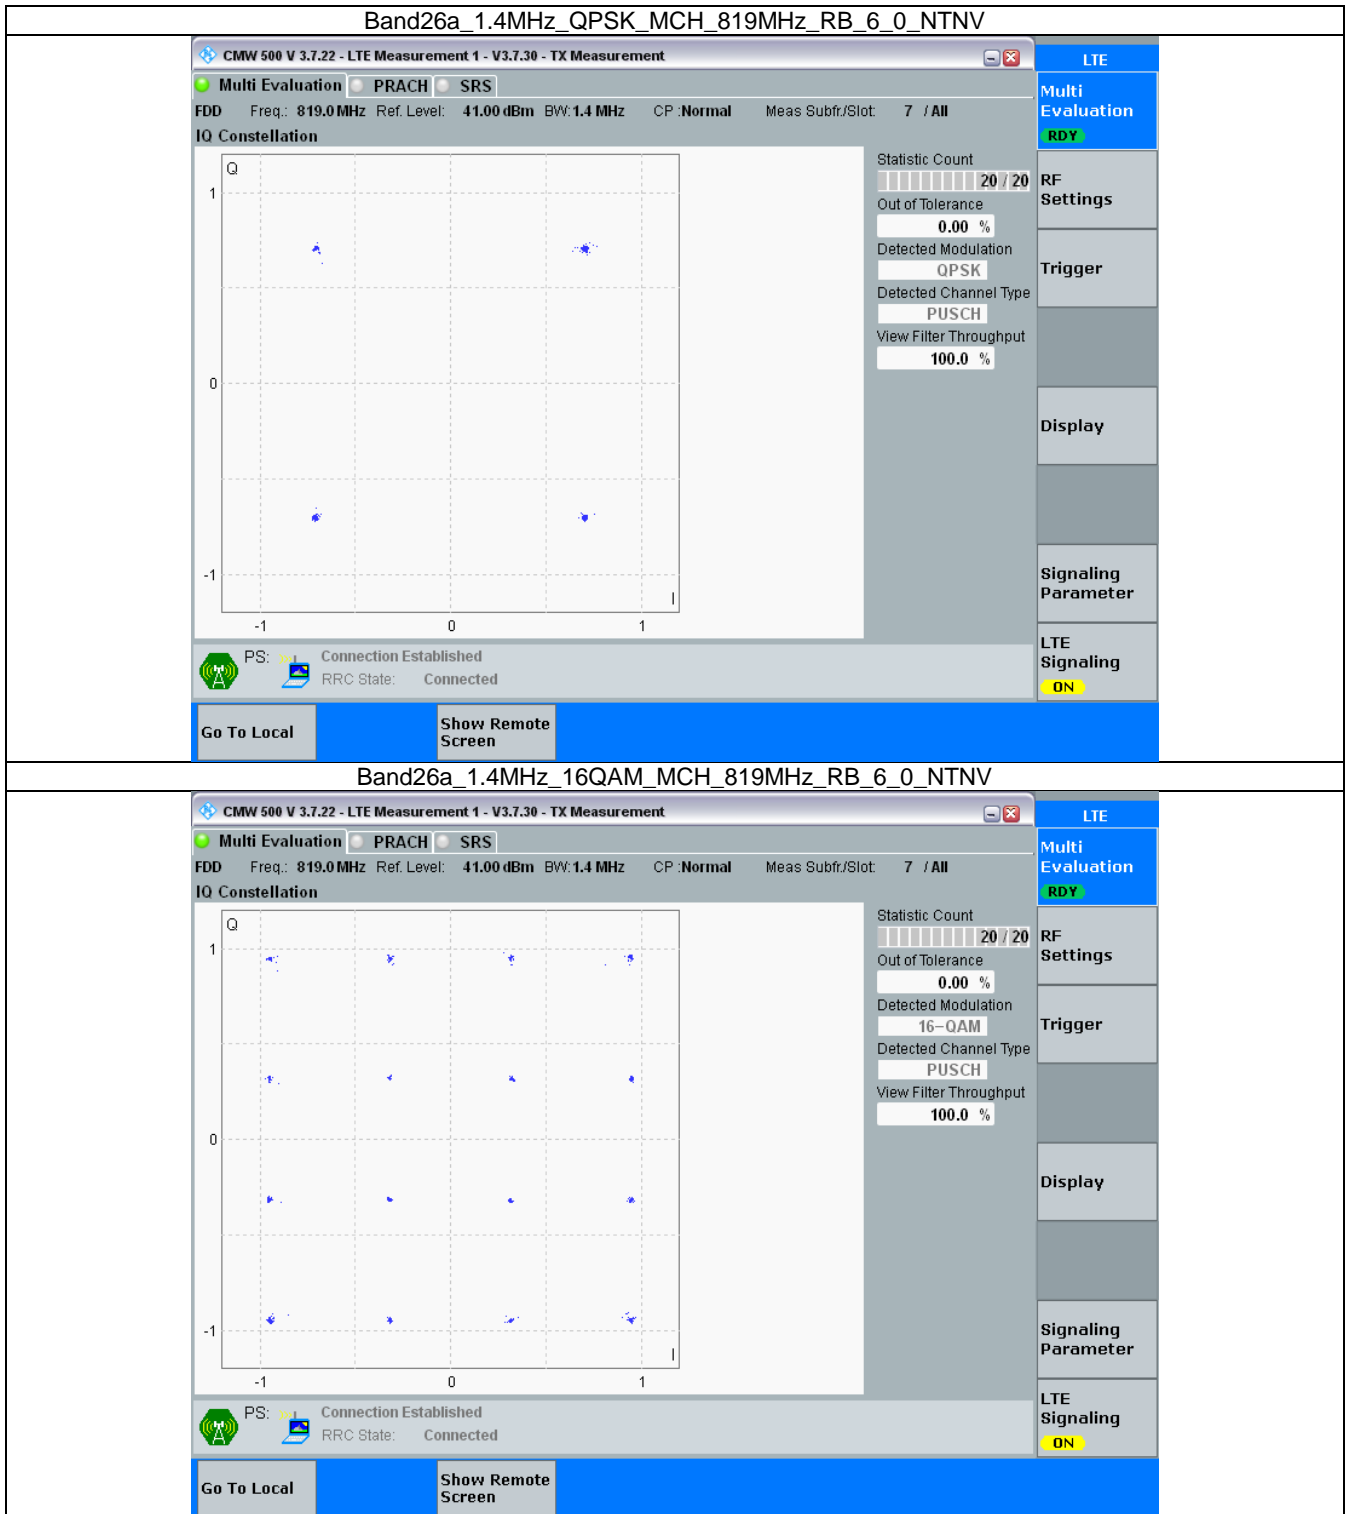 Band26a_1.4MHz_QPSK_MCH_819MHz_RB_6_0_NTNV
CMW 500 V 3.7.22 - LTE Measurement 1 - V3.7.30 - TX Measurement
LTE
Multi Evaluation PRACH SRS
Multi
Evaluation
RDY
FDD Freq.: 819.0 MHz Ref. Level: 41.00 dBm BW: 1.4 MHz CP : Normal Meas Subfr./Slot: 7 / All
IQ Constellation
Q
1
0
-1
I
-1 0 1
Statistic Count
20 / 20
Out of Tolerance
0.00 %
Detected Modulation
QPSK
Detected Channel Type
PUSCH
View Filter Throughput
100.0 %
RF
Settings
Trigger
Display
Signaling
Parameter
LTE
Signaling
ON
PS: Connection Established
RRC State: Connected
Go To Local
Show Remote
Screen
Band26a_1.4MHz_16QAM_MCH_819MHz_RB_6_0_NTNV
CMW 500 V 3.7.22 - LTE Measurement 1 - V3.7.30 - TX Measurement
LTE
Multi Evaluation PRACH SRS
Multi
Evaluation
RDY
FDD Freq.: 819.0 MHz Ref. Level: 41.00 dBm BW: 1.4 MHz CP : Normal Meas Subfr./Slot: 7 / All
IQ Constellation
Q
1
0
-1
I
-1 0 1
Statistic Count
20 / 20
Out of Tolerance
0.00 %
Detected Modulation
16-QAM
Detected Channel Type
PUSCH
View Filter Throughput
100.0 %
RF
Settings
Trigger
Display
Signaling
Parameter
LTE
Signaling
ON
PS: Connection Established
RRC State: Connected
Go To Local
Show Remote
Screen